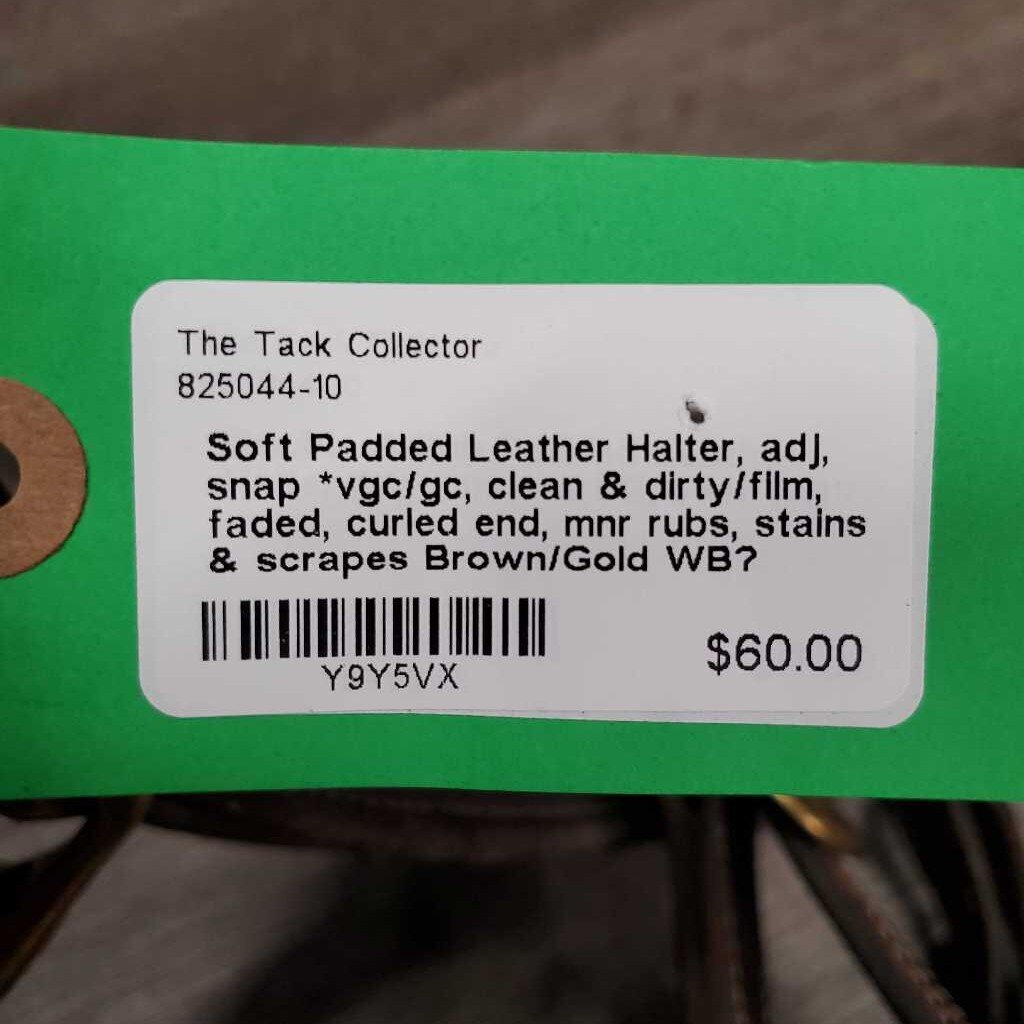 The Tack Collector
825044-10
Soft Padded Leather Halter, adj,
snap *vgc/gc, clean & dirty/film,
faded, curled end, mnr rubs, stains
& scrapes Brown/Gold WB?
Y9Y5VX
$60.00